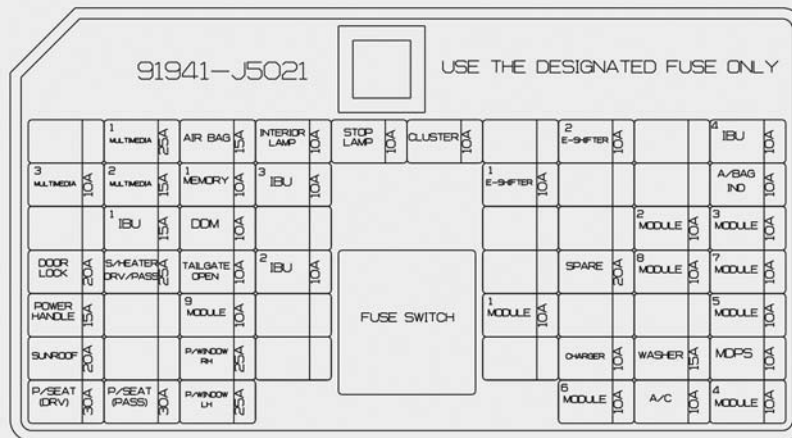 91941-J5021
USE THE DESIGNATED FUSE ONLY
1 MULTIMEDIA 25A
AIR BAG 15A
INTERIOR LAMP 10A
STOP LAMP 10A
CLUSTER 10A
2 E-SHIFTER 10A
4 IBU 10A
3 MULTIMEDIA 10A
2 MULTIMEDIA 15A
1 MEMORY 10A
3 IBU 10A
1 E-SHIFTER 10A
A/BAG IND 10A
1 IBU 15A
DDM 10A
2 MODULE 10A
3 MODULE 10A
DOOR LOCK 20A
S/HEATER DRV/PASS 25A
TAILGATE OPEN 10A
2 IBU 10A
SPARE 20A
8 MODULE 10A
7 MODULE 10A
POWER HANDLE 15A
9 MODULE 10A
FUSE SWITCH
1 MODULE 10A
5 MODULE 10A
SUNROOF 20A
P/WINDOW RH 25A
CHARGER 10A
WASHER 15A
MDPS 10A
P/SEAT (DRV) 30A
P/SEAT (PASS) 30A
P/WINDOW LH 25A
6 MODULE 10A
A/C 10A
4 MODULE 10A